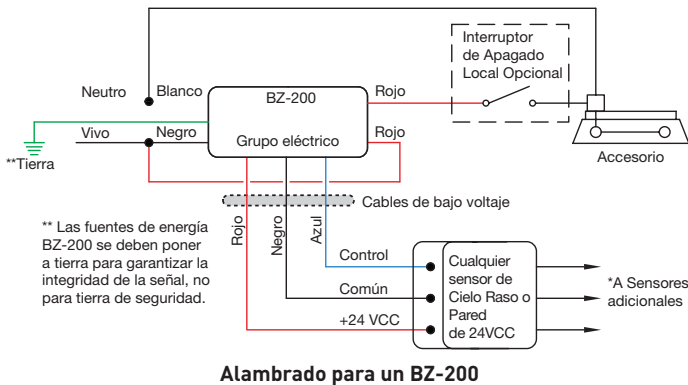 Interruptor
de Apagado
Local Opcional
Neutro
Blanco
BZ-200
Rojo
Vivo
Negro
Grupo eléctrico
Rojo
**Tierra
Accesorio
Cables de bajo voltaje
Rojo
Negro
Azul
** Las fuentes de energía
BZ-200 se deben poner
a tierra para garantizar la
integridad de la señal, no
para tierra de seguridad.
Control
Común
+24 VCC
Cualquier
sensor de
Cielo Raso o
Pared
de 24VCC
*A Sensores
adicionales
Alambrado para un BZ-200